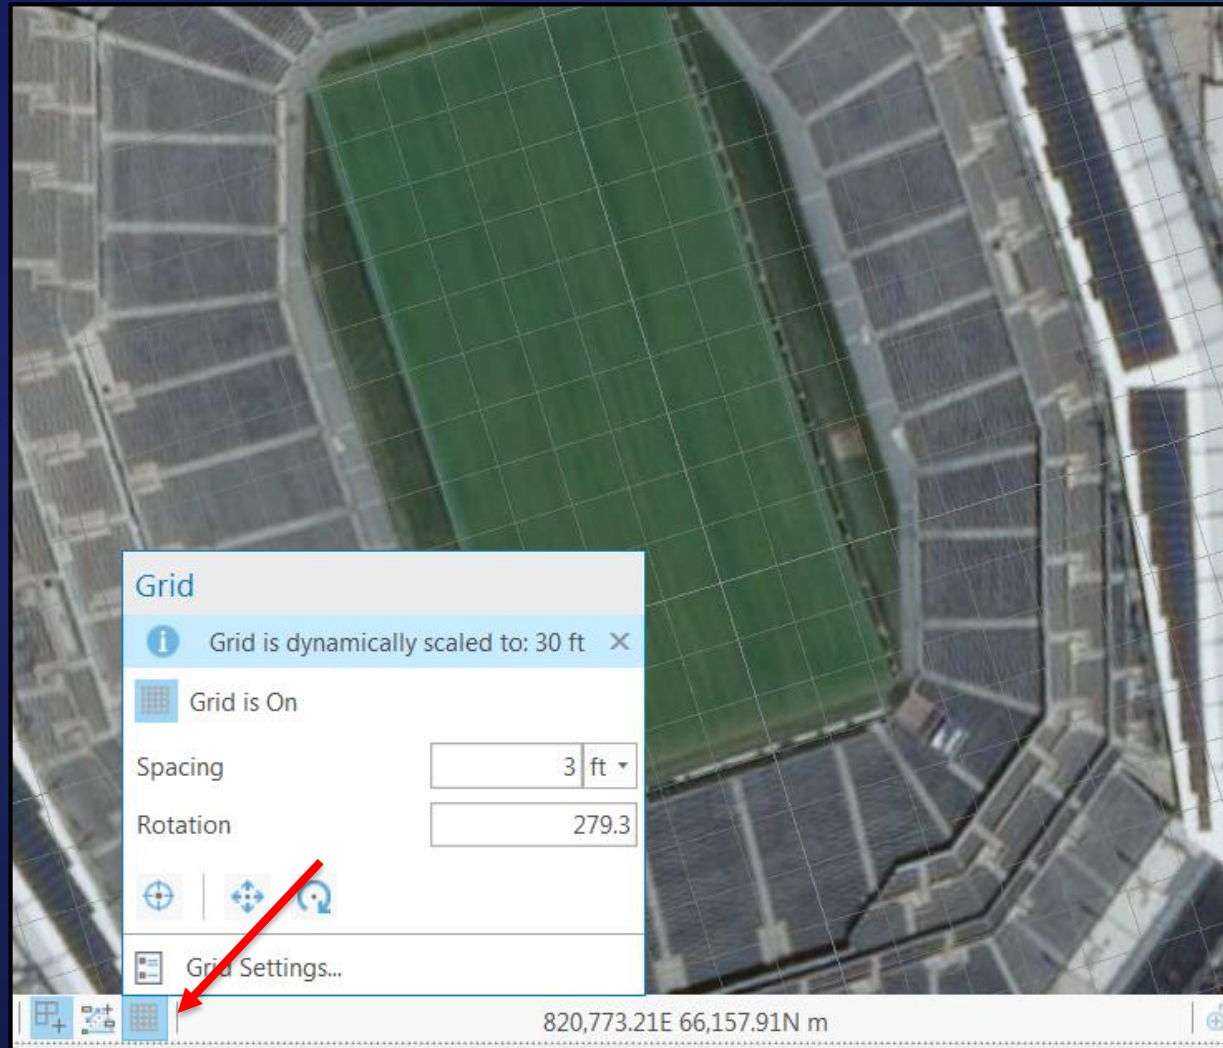 Grid
Grid is dynamically scaled to: 30 ft
Grid is On
Spacing 3 ft
Rotation 279.3
Grid Settings...
820,773.21E 66,157.91N m